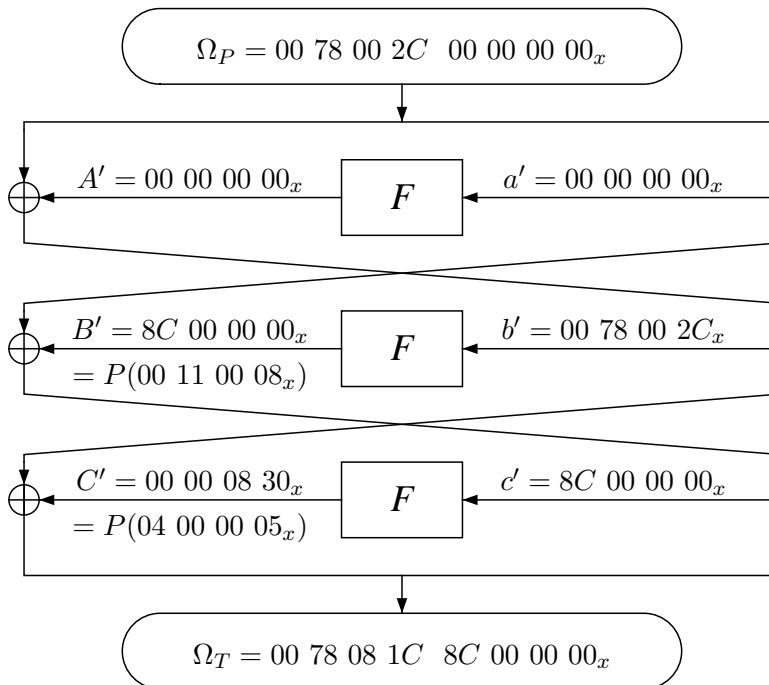 Ω_P = 00 78 00 2C 00 00 00 00_x
A′ = 00 00 00 00_x F a′ = 00 00 00 00_x
B′ = 8C 00 00 00_x F b′ = 00 78 00 2C_x
= P(00 11 00 08_x)
C′ = 00 00 08 30_x F c′ = 8C 00 00 00_x
= P(04 00 00 05_x)
Ω_T = 00 78 08 1C 8C 00 00 00_x